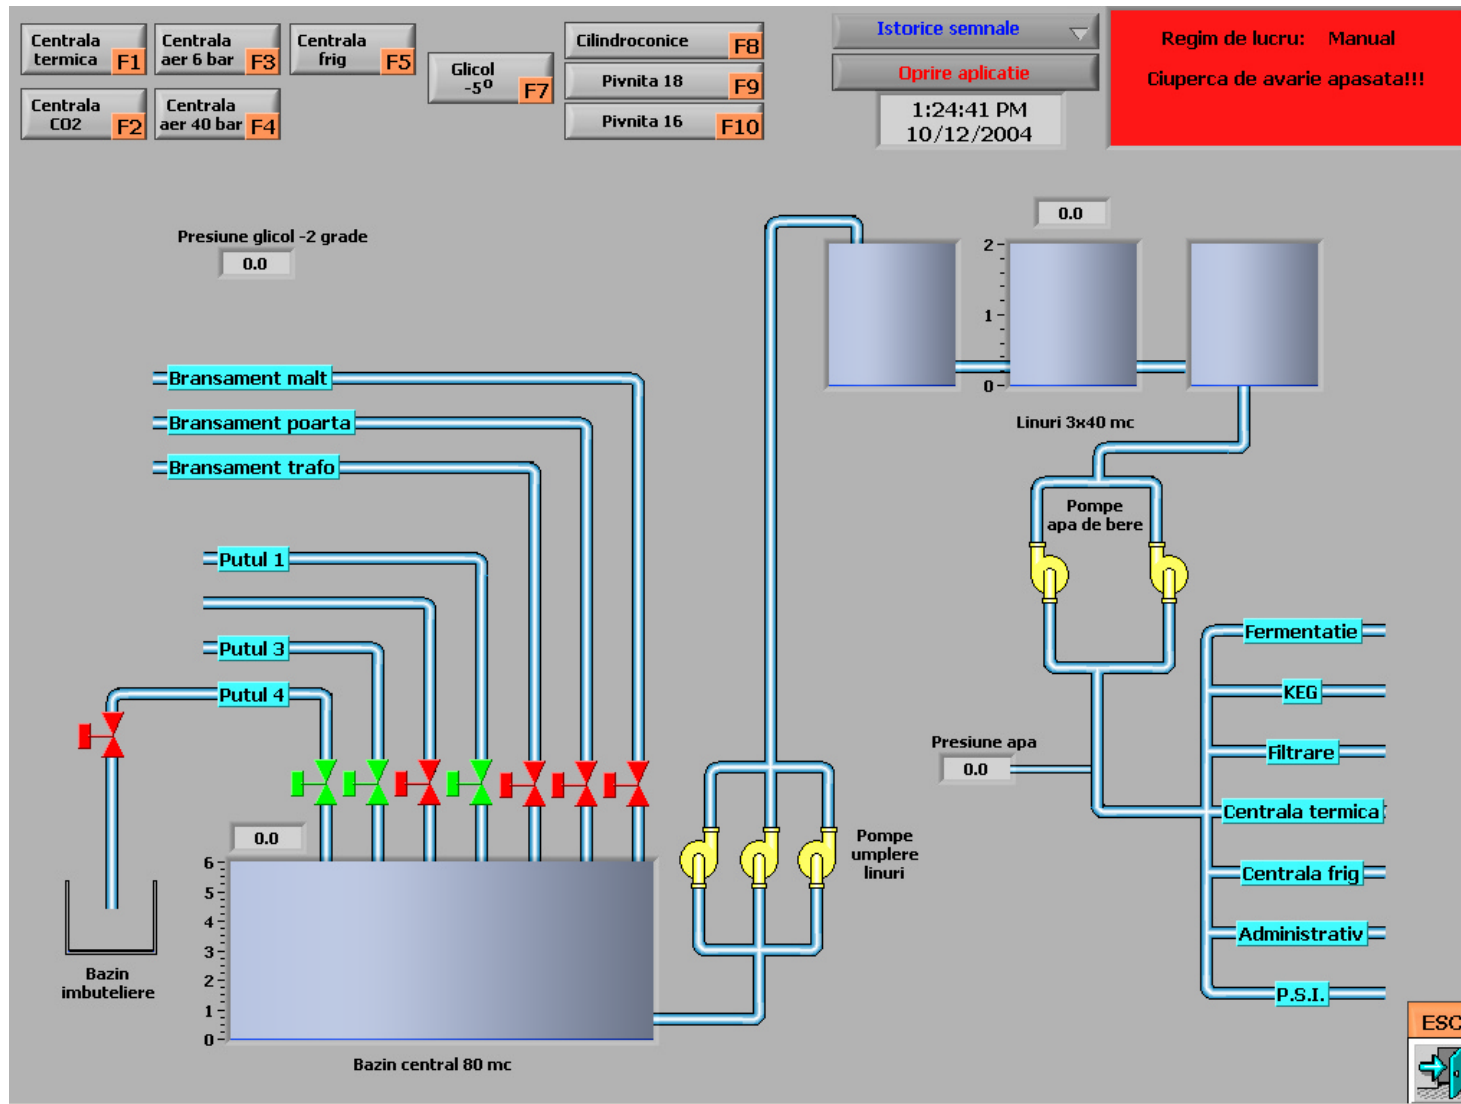 Centrala
termica F1
Centrala
aer 6 bar F3
Centrala
frig F5
Glicol
-5º F7
Cilindroconice F8
Pivnita 18 F9
Pivnita 16 F10
Centrala
CO2 F2
Centrala
aer 40 bar F4
Istorice semnale
Oprire aplicatie
1:24:41 PM
10/12/2004
Regim de lucru: Manual
Ciuperca de avarie apasata!!!
Presiune glicol -2 grade
0.0
0.0
2
1
0
Linuri 3x40 mc
Bransament malt
Bransament poarta
Bransament trafo
Putul 1
Putul 3
Putul 4
Pompe
apa de bere
Presiune apa
0.0
Fermentatie
KEG
Filtrare
Centrala termica
Centrala frig
Administrativ
P.S.I.
Pompe
umplere
linuri
0.0
6
5
4
3
2
1
0
Bazin
imbuteliere
Bazin central 80 mc
ESC